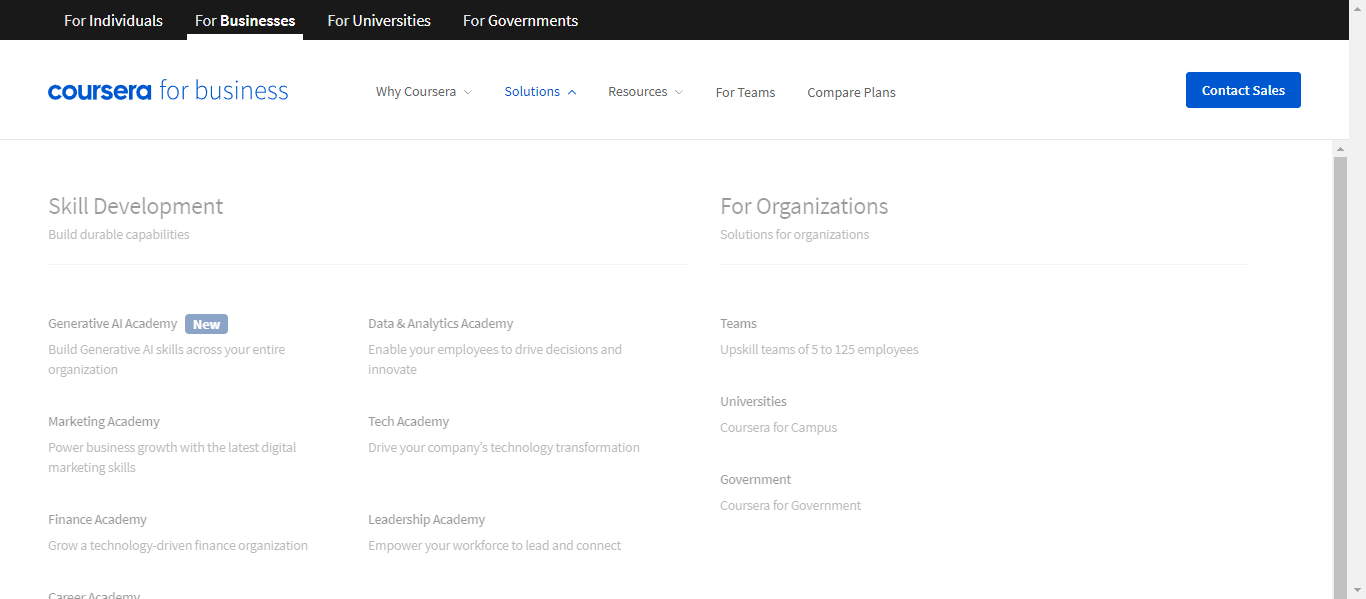 For Individuals
For Businesses
For Universities
For Governments
coursera for business
Why Coursera
Solutions
Resources
For Teams
Compare Plans
Contact Sales
Skill Development
Build durable capabilities
Generative AI Academy New
Build Generative AI skills across your entire
organization
Data & Analytics Academy
Enable your employees to drive decisions and
innovate
Marketing Academy
Power business growth with the latest digital
marketing skills
Tech Academy
Drive your company's technology transformation
Finance Academy
Grow a technology-driven finance organization
Leadership Academy
Empower your workforce to lead and connect
Career Academy
For Organizations
Solutions for organizations
Teams
Upskill teams of 5 to 125 employees
Universities
Coursera for Campus
Government
Coursera for Government